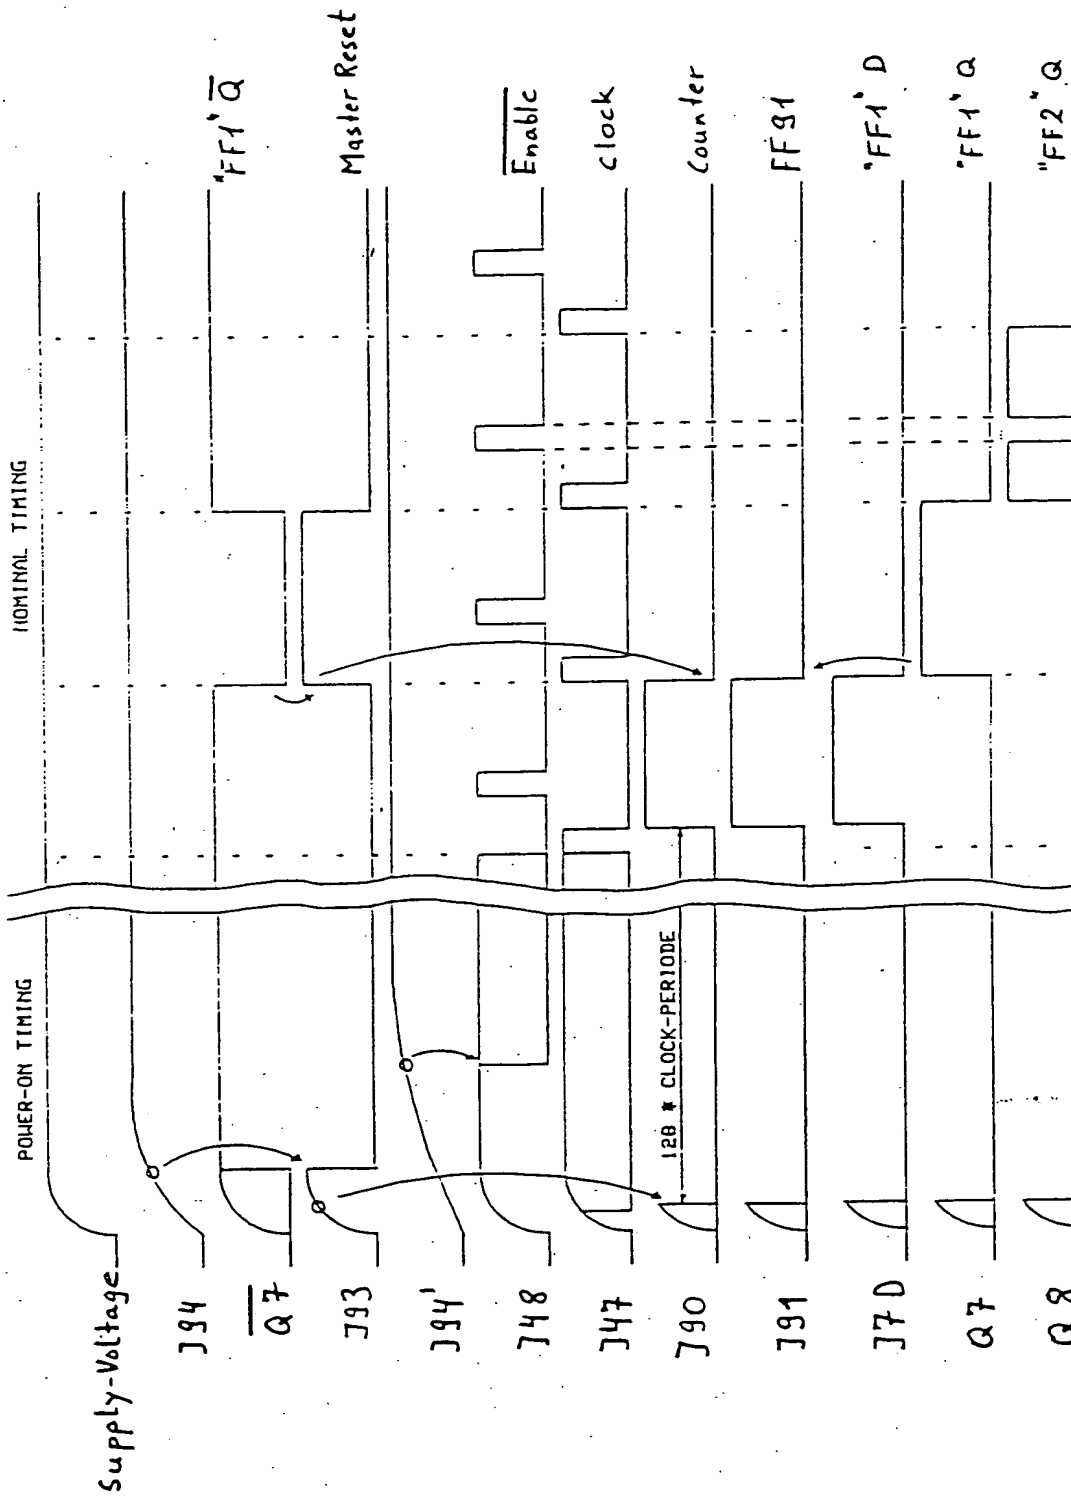 POWER-ON TIMING
NOMINAL TIMING
Supply-Voltage
J94
Q7 "FF1" Q
J93 Master Reset
J94'
J48 Enable
J47 clock
128 * CLOCK-PERIODE
J90 Counter
J91 FF91
J7D "FF1" D
Q7 "FF1" Q
Q8 "FF2" Q